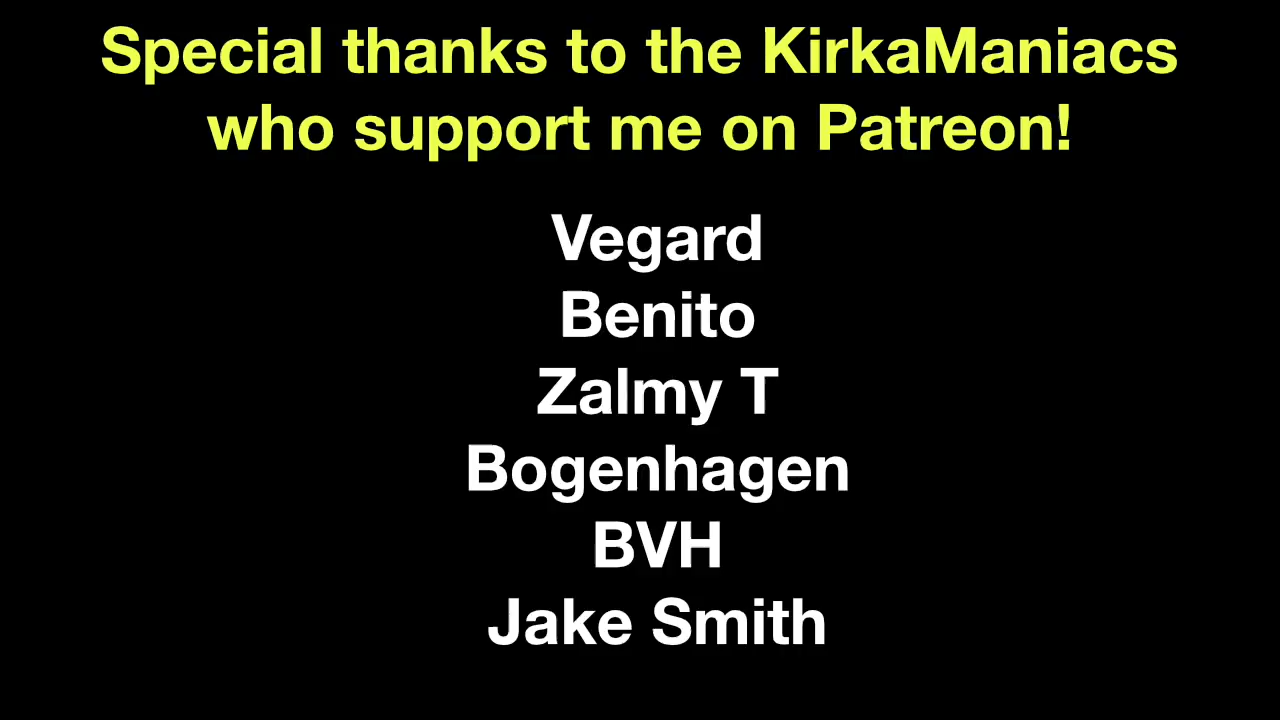 Special thanks to the KirkaManiacs
who support me on Patreon!
Vegard
Benito
Zalmy T
Bogenhagen
BVH
Jake Smith